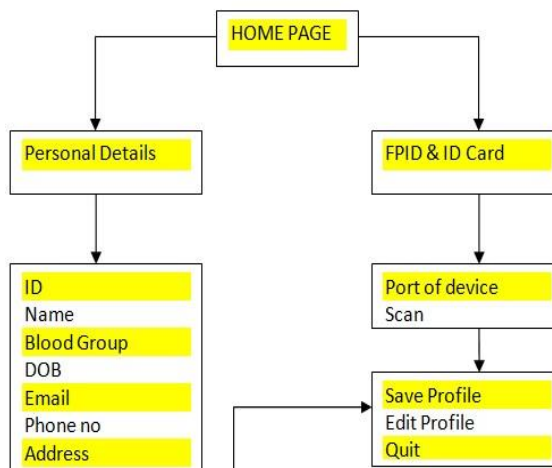 HOME PAGE
Personal Details
FPID & ID Card
ID
Name
Blood Group
DOB
Email
Phone no
Address
Port of device
Scan
Save Profile
Edit Profile
Quit